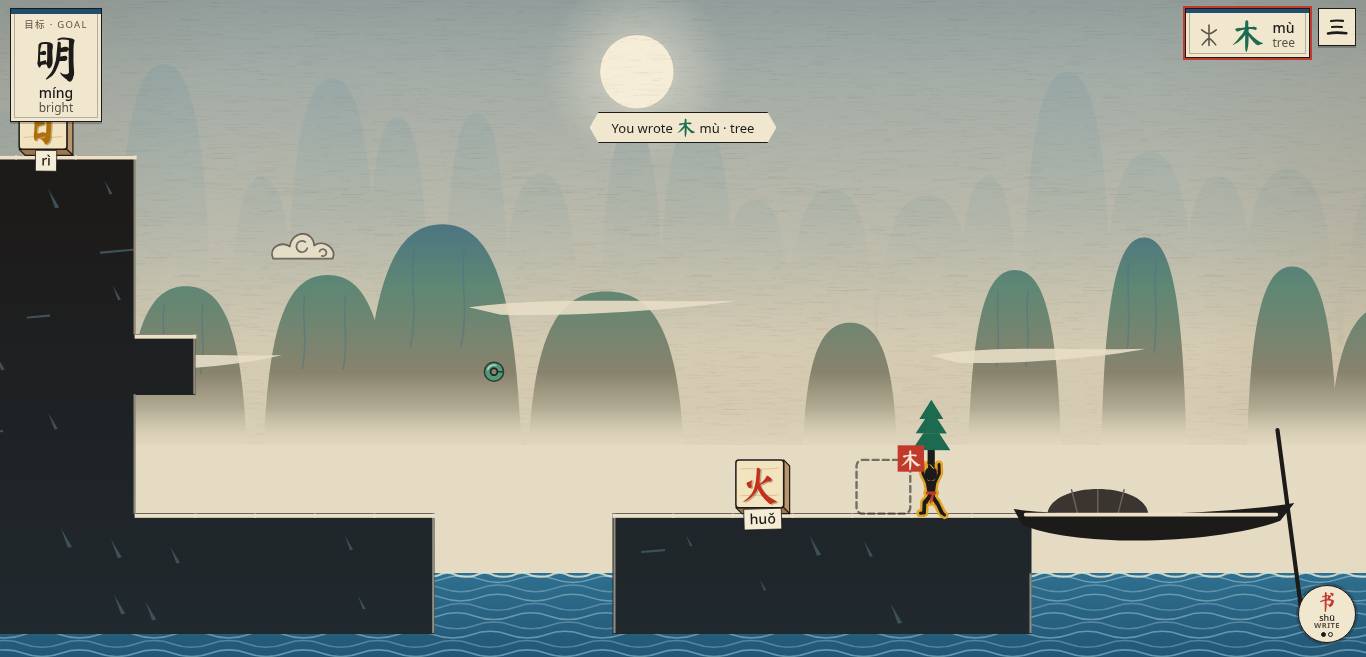 目标 · GOAL
明
míng
bright
日
rì
You wrote 木 mù · tree
木
mù
tree
三
木
火
huǒ
书
shū
WRITE